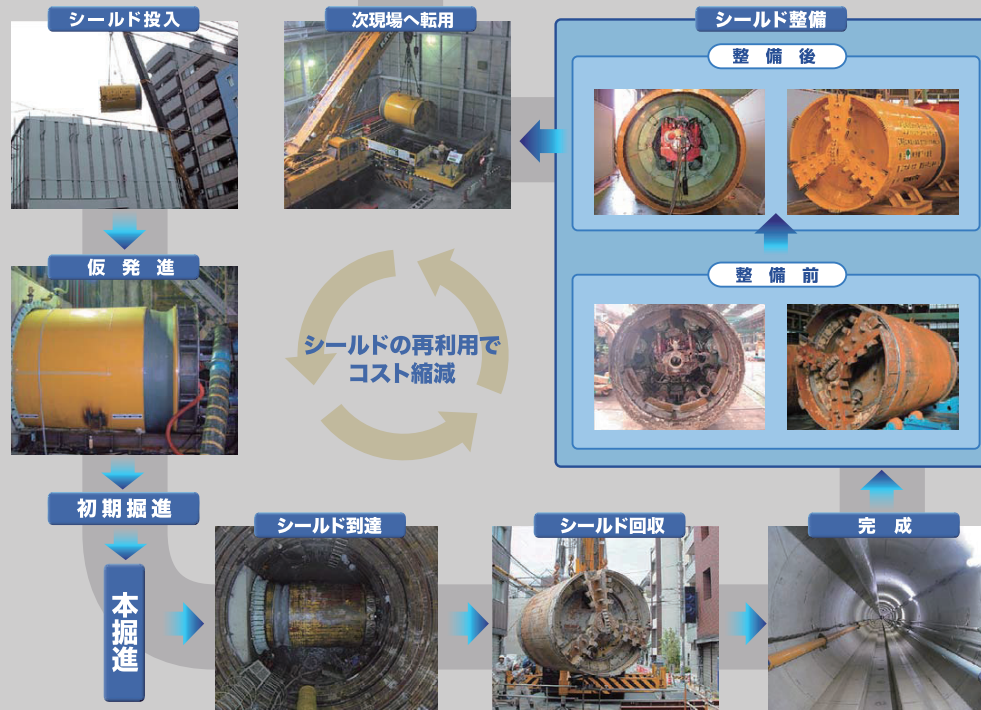 シールド投入
次現場へ転用
シールド整備
整備後
仮発進
整備前
シールドの再利用で
コスト縮減
初期掘進
シールド到達
シールド回収
完成
本掘進